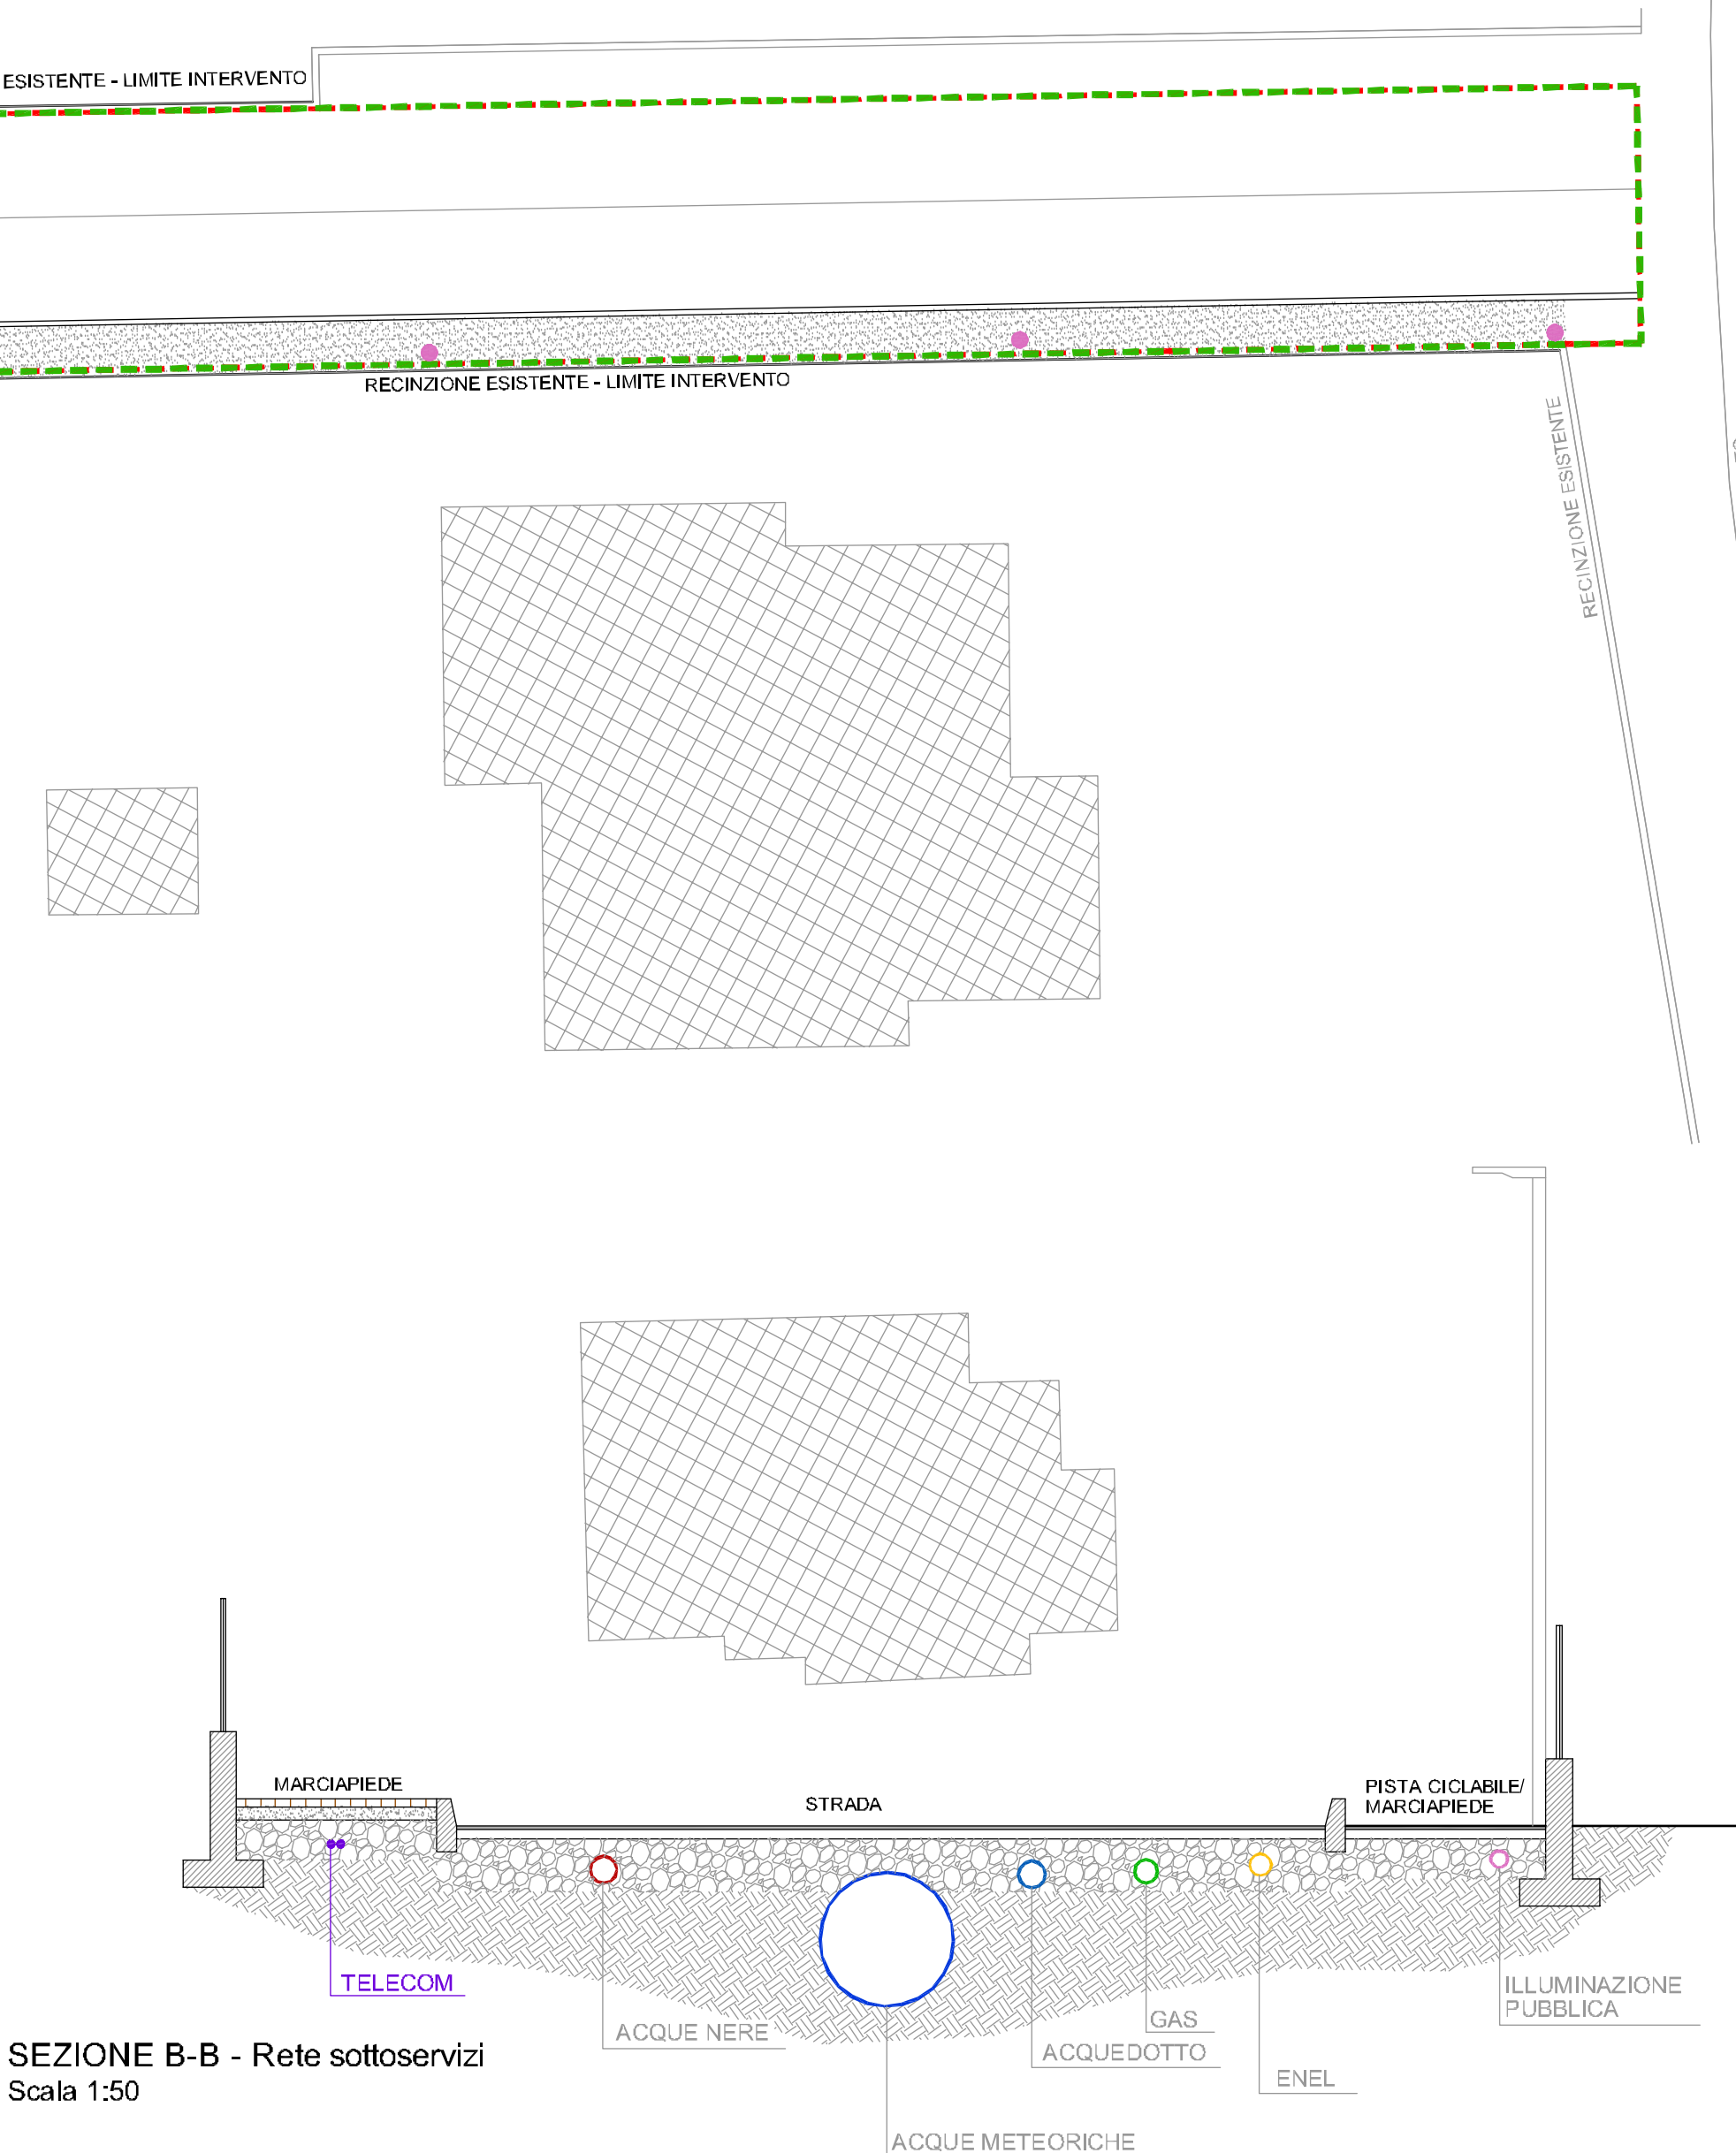 ESISTENTE - LIMITE INTERVENTO
RECINZIONE ESISTENTE - LIMITE INTERVENTO
RECINZIONE ESISTENTE
MARCIAPIEDE
STRADA
PISTA CICLABILE/
MARCIAPIEDE
TELECOM
ACQUE NERE
ACQUE METEORICHE
ACQUEDOTTO
GAS
ENEL
ILLUMINAZIONE
PUBBLICA
SEZIONE B-B - Rete sottoservizi
Scala 1:50